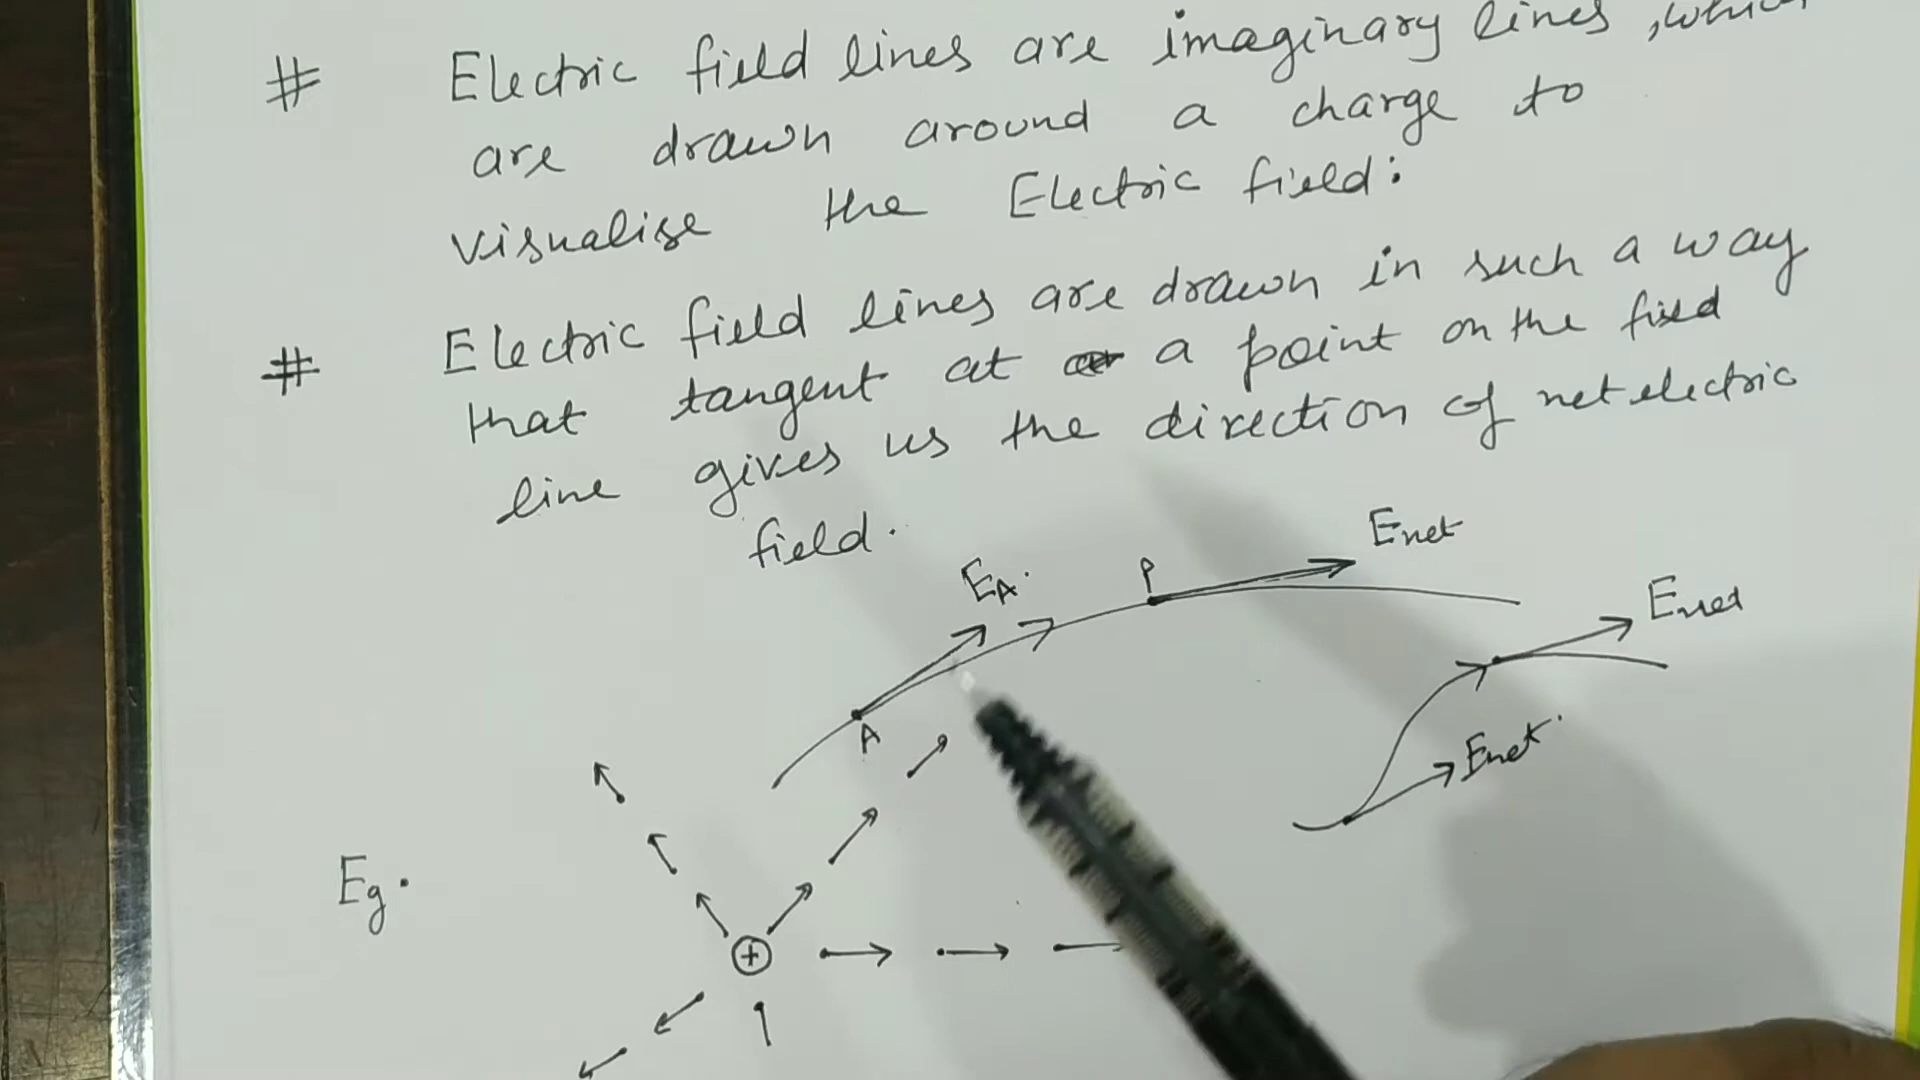 # Electric field lines are imaginary lines, which
are drawn around a charge to
visualise the Electric field:
# Electric field lines are drawn in such a way
that tangent at a point on the field
line gives us the direction of net electric
field.
Enet
EA.
P
Enet
A
Enet.
Eg.
+